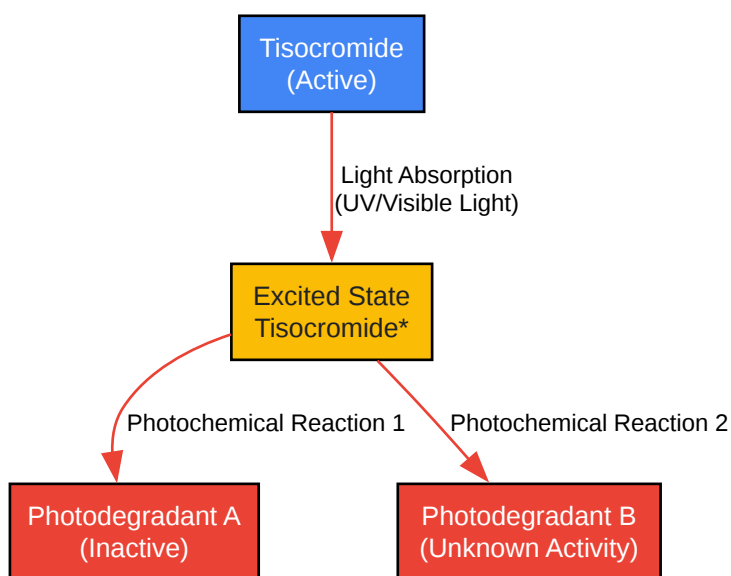 Tisocromide
(Active)
Light Absorption
(UV/Visible Light)
Excited State
Tisocromide*
Photochemical Reaction 1
Photochemical Reaction 2
Photodegradant A
(Inactive)
Photodegradant B
(Unknown Activity)